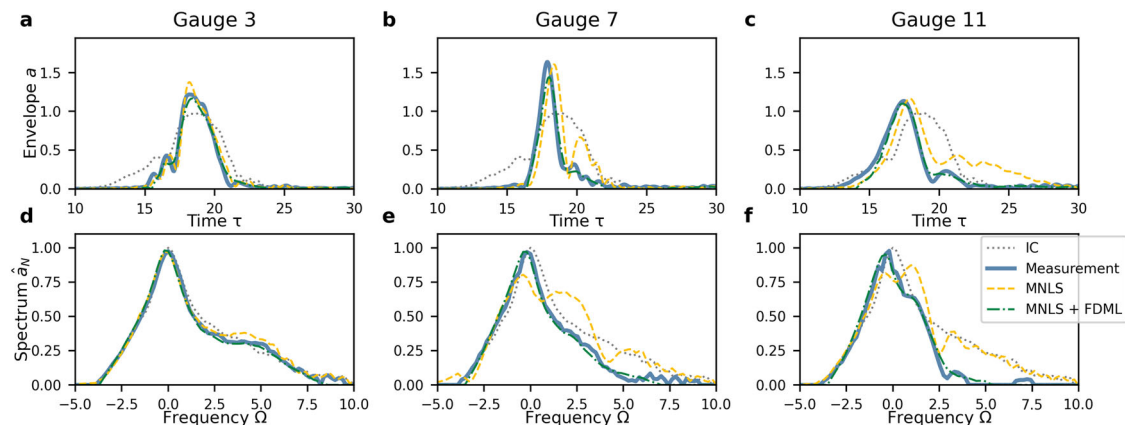 a Gauge 3 b Gauge 7 c Gauge 11
Envelope a
1.5
1.0
0.5
0.0
10 15 20 25 30
Time τ
1.5
1.0
0.5
0.0
10 15 20 25 30
Time τ
1.5
1.0
0.5
0.0
10 15 20 25 30
Time τ
d e f
Spectrum âN
1.00
0.75
0.50
0.25
0.00
−5.0 −2.5 0.0 2.5 5.0 7.5 10.0
Frequency Ω
1.00
0.75
0.50
0.25
0.00
−5.0 −2.5 0.0 2.5 5.0 7.5 10.0
Frequency Ω
1.00
0.75
0.50
0.25
0.00
−5.0 −2.5 0.0 2.5 5.0 7.5 10.0
Frequency Ω
IC
Measurement
MNLS
MNLS + FDML